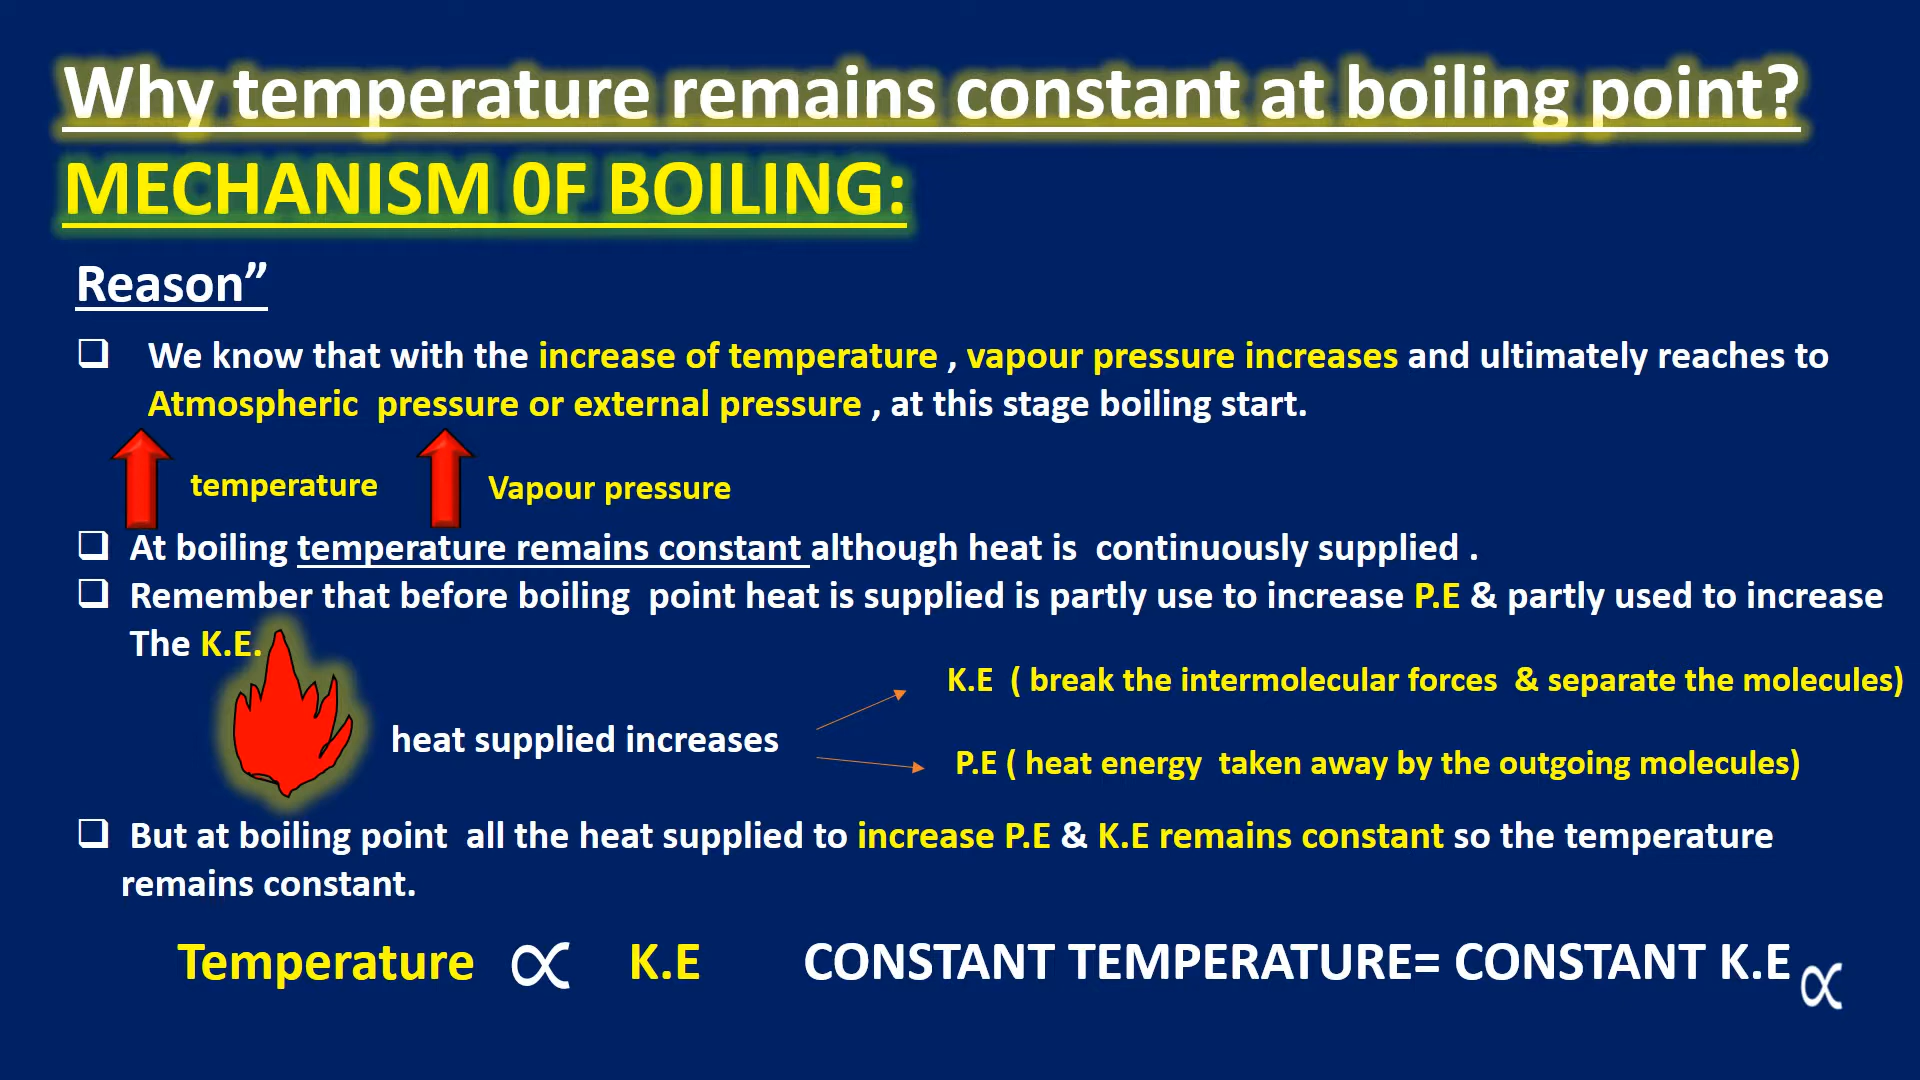 Why temperature remains constant at boiling point?
MECHANISM 0F BOILING:
Reason”
❑ We know that with the increase of temperature , vapour pressure increases and ultimately reaches to
Atmospheric pressure or external pressure , at this stage boiling start.
temperature Vapour pressure
❑ At boiling temperature remains constant although heat is continuously supplied .
❑ Remember that before boiling point heat is supplied is partly use to increase P.E & partly used to increase
The K.E.
K.E ( break the intermolecular forces & separate the molecules)
heat supplied increases
P.E ( heat energy taken away by the outgoing molecules)
❑ But at boiling point all the heat supplied to increase P.E & K.E remains constant so the temperature
remains constant.
Temperature ∝ K.E CONSTANT TEMPERATURE= CONSTANT K.E ∝